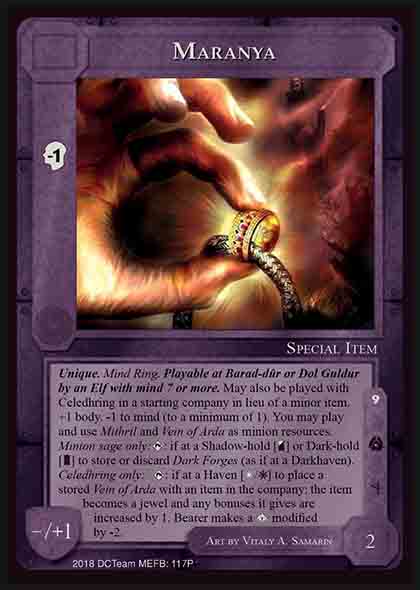 MARANYA
-1
SPECIAL ITEM
Unique. Mind Ring. Playable at Barad-dûr or Dol Guldur
by an Elf with mind 7 or more. May also be played with
Celedhring in a starting company in lieu of a minor item.
+1 body. -1 to mind (to a minimum of 1). You may play
and use Mithril and Vein of Arda as minion resources.
Minion sage only: : if at a Shadow-hold [ ] or Dark-hold
[ ] to store or discard Dark Forges (as if at a Darkhaven).
Celedhring only: : if at a Haven [ / ] to place a
stored Vein of Arda with an item in the company: the item
becomes a jewel and any bonuses it gives are
increased by 1. Bearer makes a modified
by -2.
9
–/+1
ART BY VITALY A. SAMARIN
2
2018 DCTeam MEFB: 117P